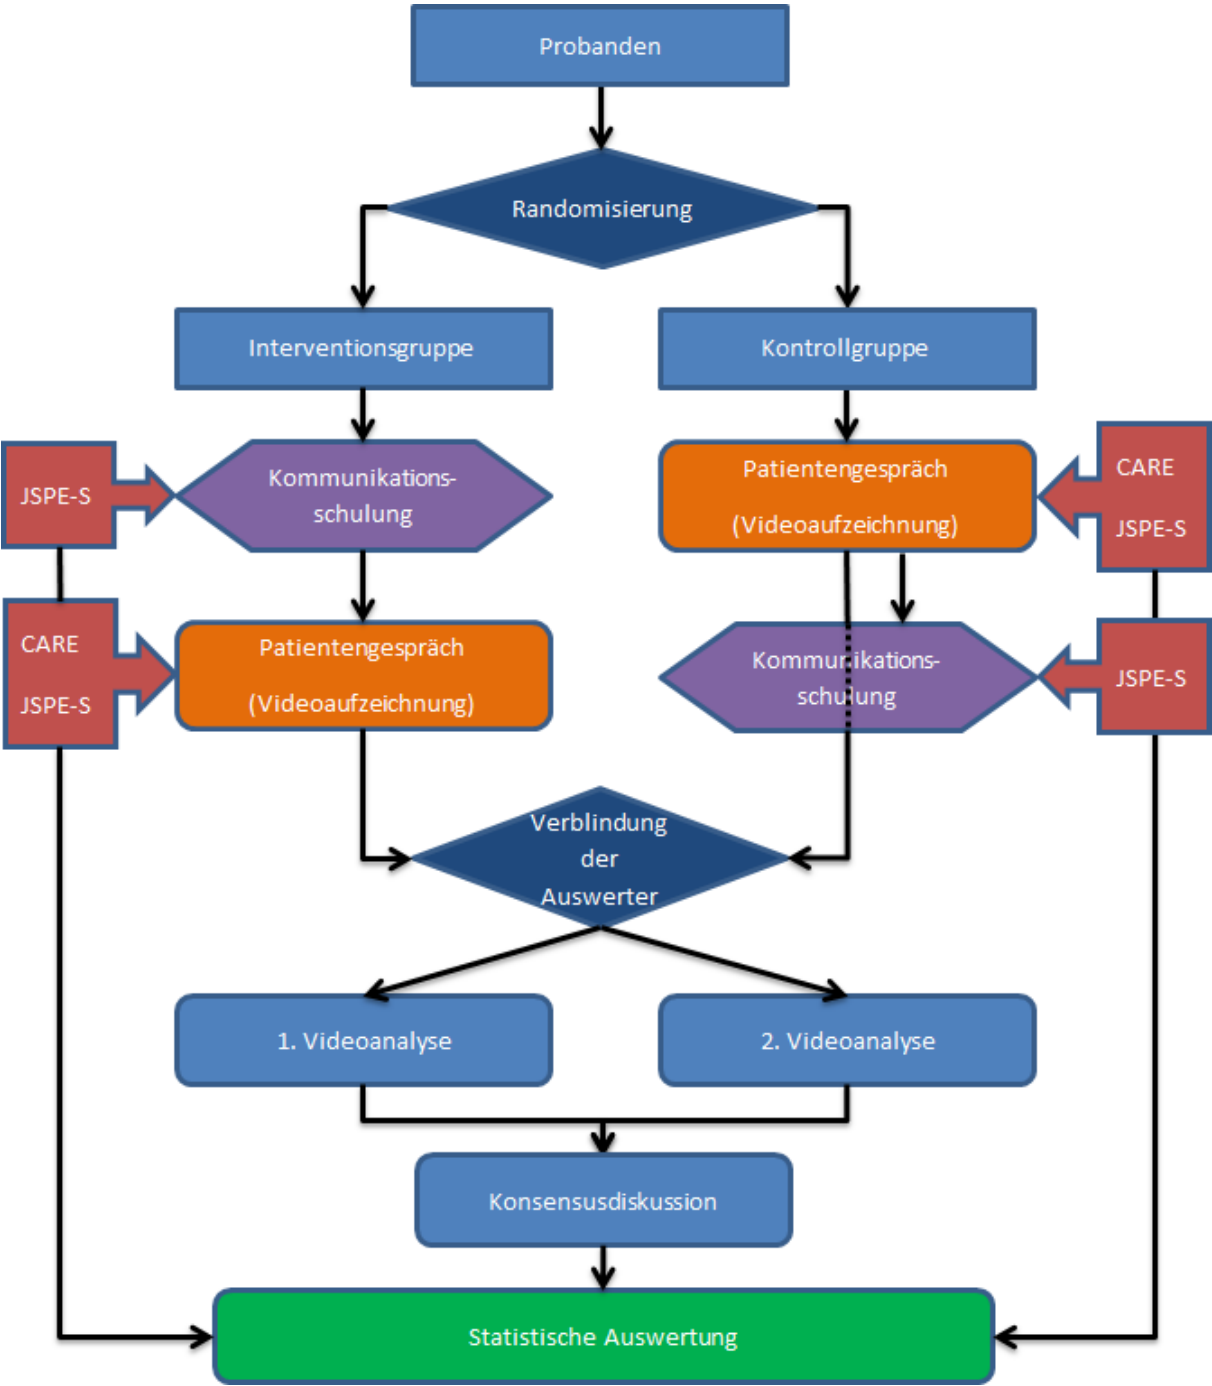 Probanden
Randomisierung
Interventionsgruppe
Kontrollgruppe
JSPE-S
Kommunikations-
schulung
Patientengespräch
(Videoaufzeichnung)
CARE
JSPE-S
CARE
JSPE-S
Patientengespräch
(Videoaufzeichnung)
Kommunikations-
schulung
JSPE-S
Verblindung
der
Auswerter
1. Videoanalyse
2. Videoanalyse
Konsensusdiskussion
Statistische Auswertung